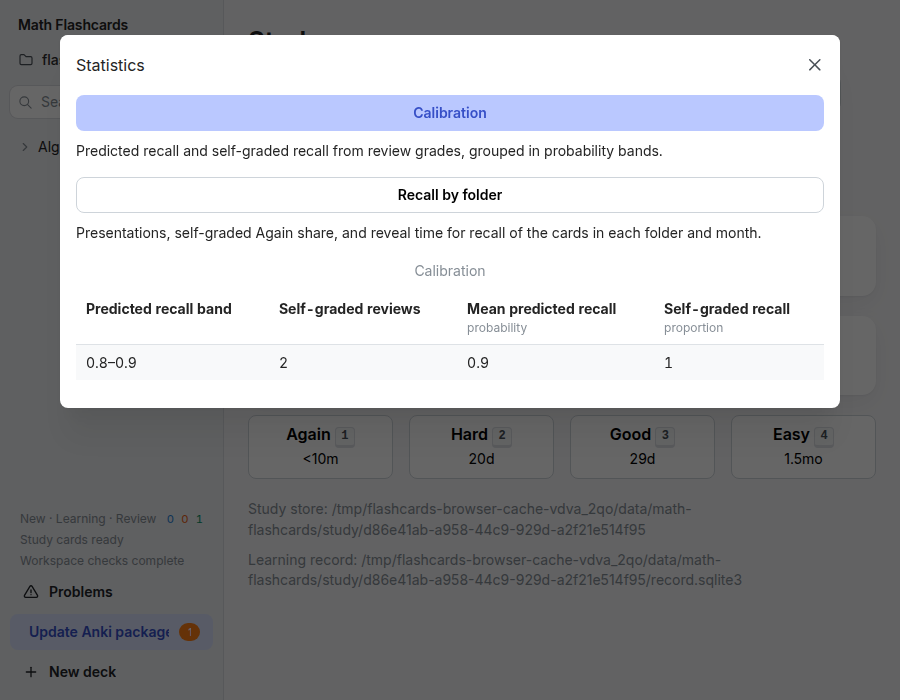 Math Flashcards
Statistics
Calibration
Predicted recall and self-graded recall from review grades, grouped in probability bands.
Recall by folder
Presentations, self-graded Again share, and reveal time for recall of the cards in each folder and month.
Calibration
Predicted recall band Self-graded reviews Mean predicted recall Self-graded recall
probability proportion
0.8–0.9 2 0.9 1
Again 1 Hard 2 Good 3 Easy 4
<10m 20d 29d 1.5mo
Study store: /tmp/flashcards-browser-cache-vdva_2qo/data/math-
flashcards/study/d86e41ab-a958-44c9-929d-a2f21e514f95
Learning record: /tmp/flashcards-browser-cache-vdva_2qo/data/math-
flashcards/study/d86e41ab-a958-44c9-929d-a2f21e514f95/record.sqlite3
New · Learning · Review 0 0 1
Study cards ready
Workspace checks complete
Problems
Update Anki package 1
New deck